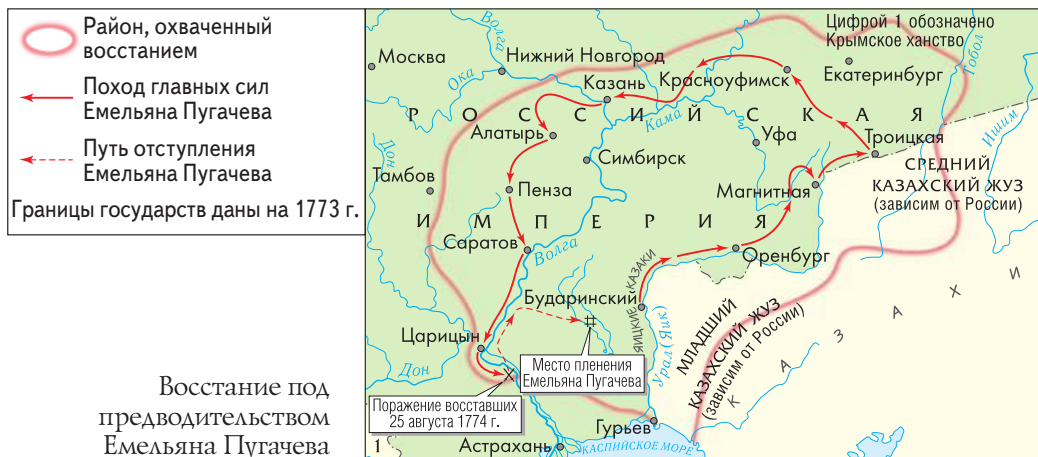 Район, охваченный
восстанием
Поход главных сил
Емельяна Пугачева
Путь отступления
Емельяна Пугачева
Границы государств даны на 1773 г.
Восстание под
предводительством
Емельяна Пугачева
Цифрой 1 обозначено
Крымское ханство
Москва
Волга
Нижний Новгород
Ока
Казань
Красноуфимск
Екатеринбург
Тобол
РОССИЙСКАЯ
Кама
Алатырь
Уфа
Ишим
Троицкая
Дон
Симбирск
СРЕДНИЙ
КАЗАХСКИЙ ЖУЗ
(зависим от России)
Тамбов
Пенза
Магнитная
ИМПЕРИЯ
Саратов
Волга
Оренбург
ЯИЦКИЕ КАЗАКИ
Бударинский
КАЗАХИ
Урал (Яик)
МЛАДШИЙ
КАЗАХСКИЙ ЖУЗ
(зависим от России)
Царицын
Место пленения
Емельяна Пугачева
Дон
Поражение восставших
25 августа 1774 г.
Гурьев
1
Астрахань
КАСПИЙСКОЕ МОРЕ